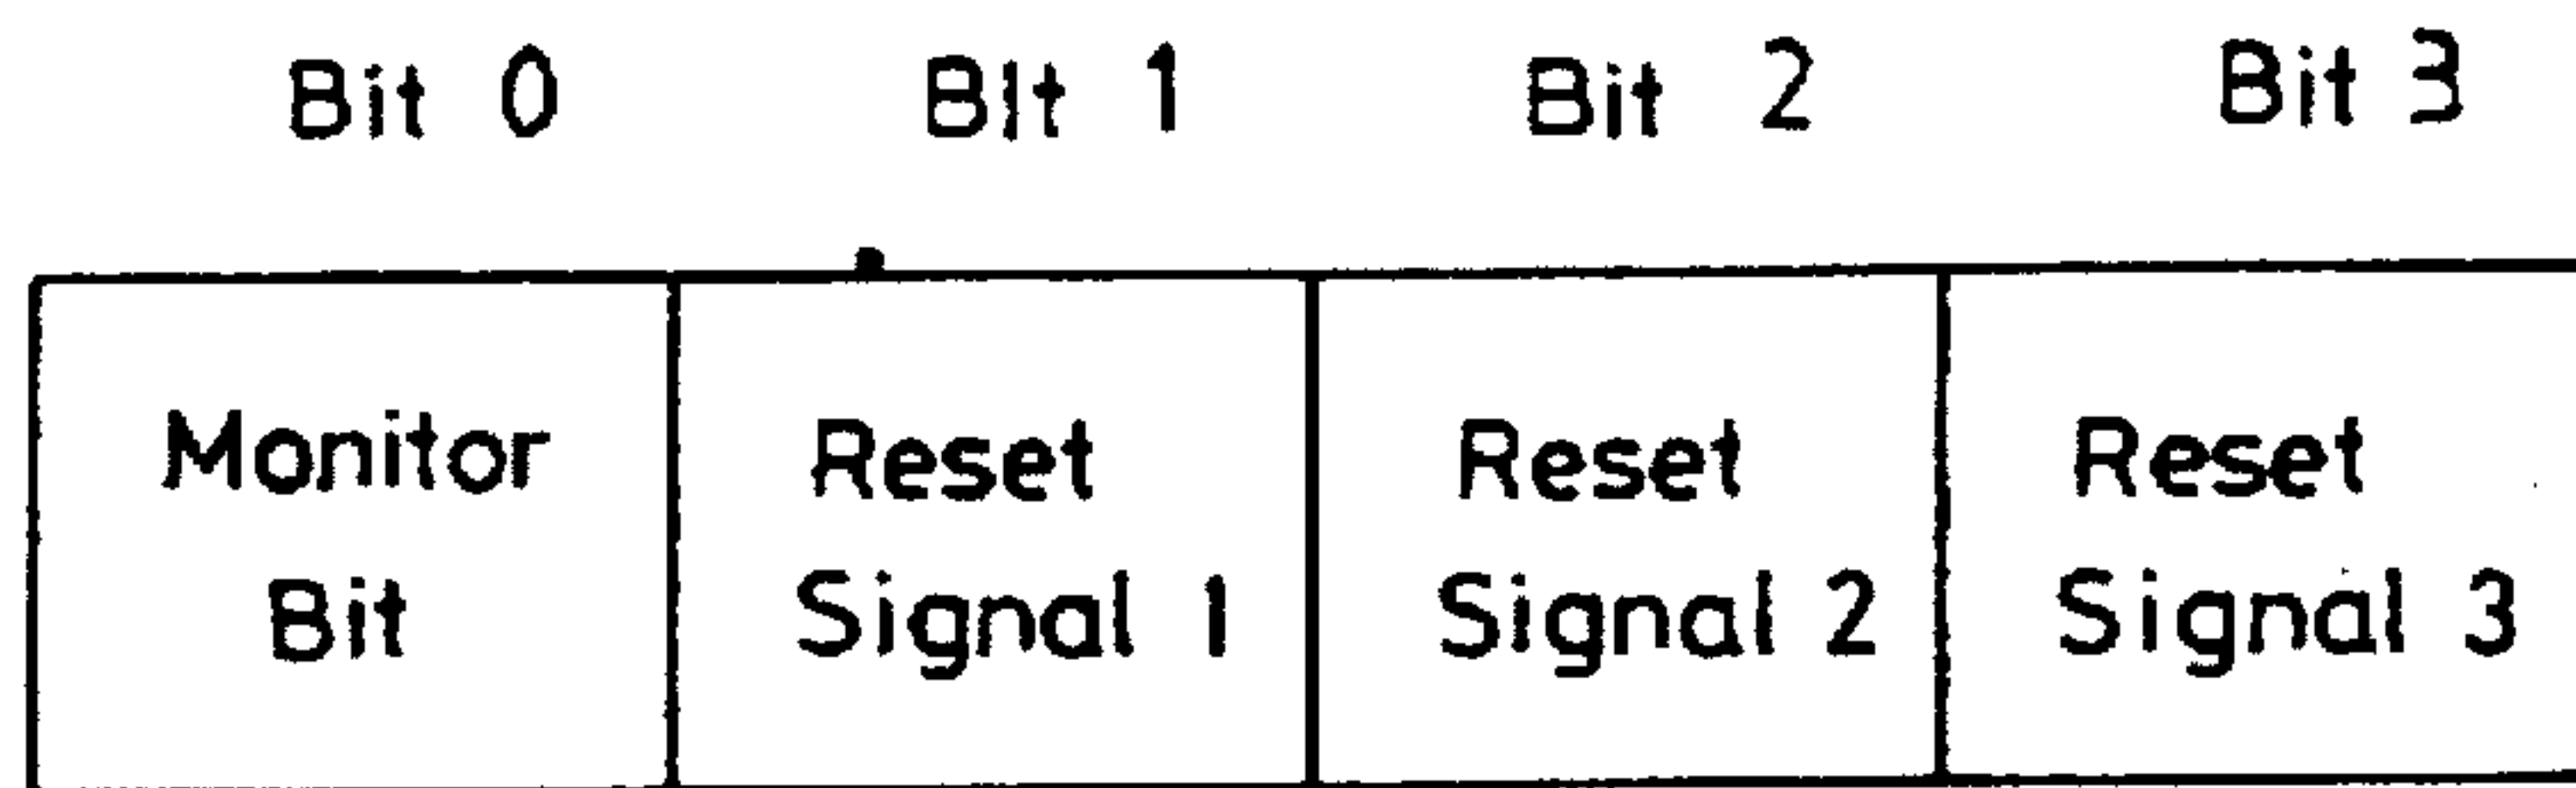 Bit 0 Bit 1 Bit 2 Bit 3
Monitor Reset Reset Reset
Bit Signal 1 Signal 2 Signal 3